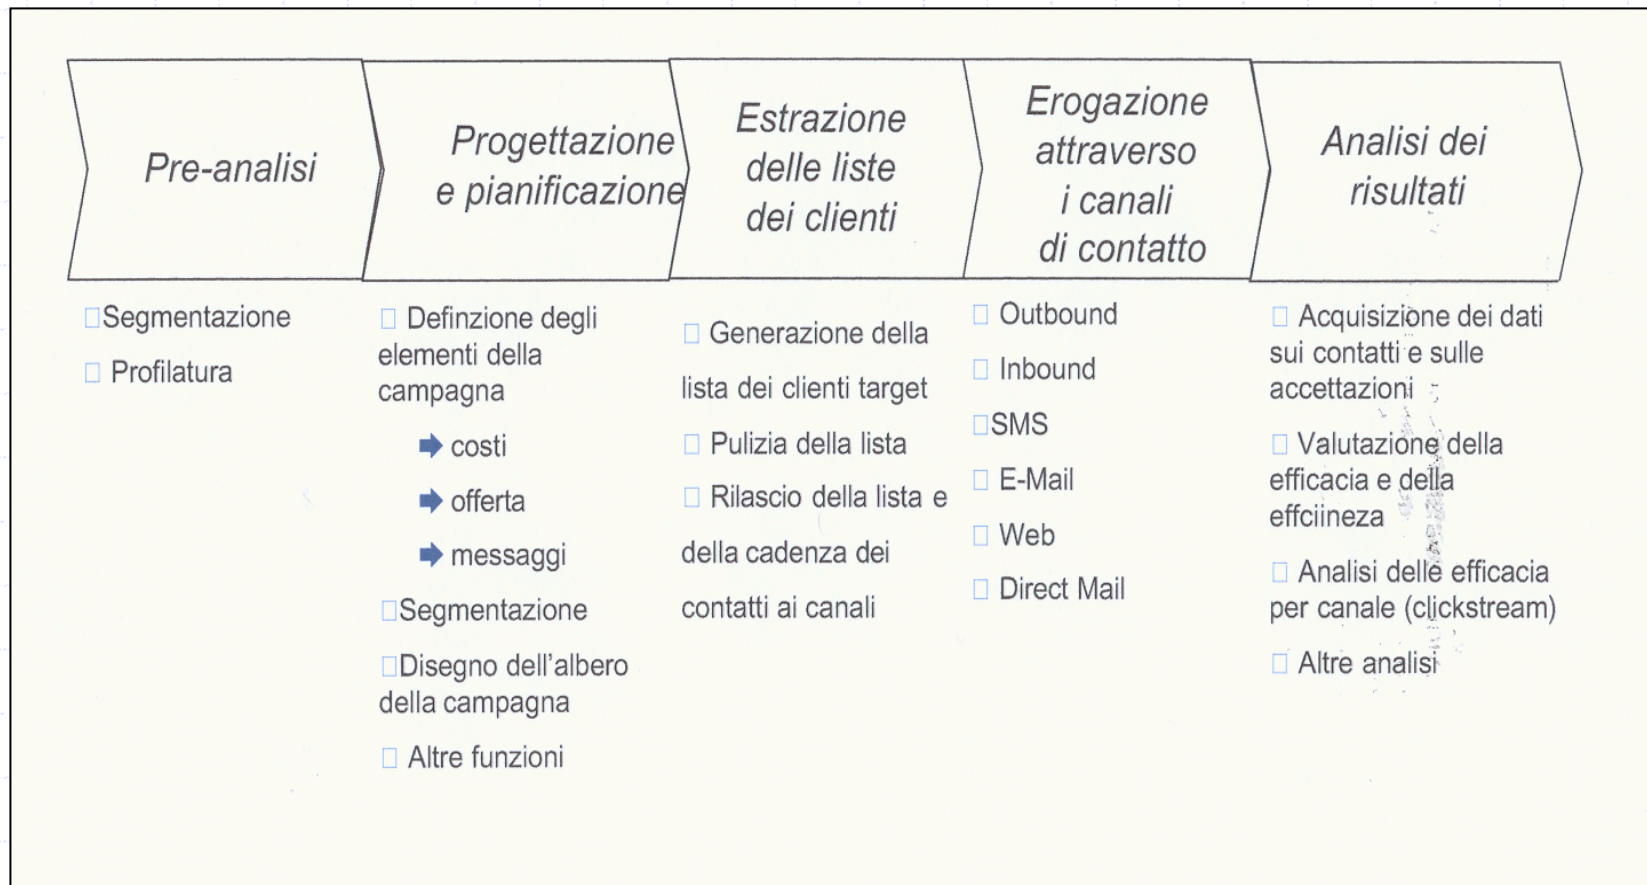 Pre-analisi
Progettazione
e pianificazione
Estrazione
delle liste
dei clienti
Erogazione
attraverso
i canali
di contatto
Analisi dei
risultati
Segmentazione
Profilatura
Definzione degli
elementi della
campagna
costi
offerta
messaggi
Segmentazione
Disegno dell'albero
della campagna
Altre funzioni
Generazione della
lista dei clienti target
Pulizia della lista
Rilascio della lista e
della cadenza dei
contatti ai canali
Outbound
Inbound
SMS
E-Mail
Web
Direct Mail
Acquisizione dei dati
sui contatti e sulle
accettazioni
Valutazione della
efficacia e della
effciineza
Analisi delle efficacia
per canale (clickstream)
Altre analisi